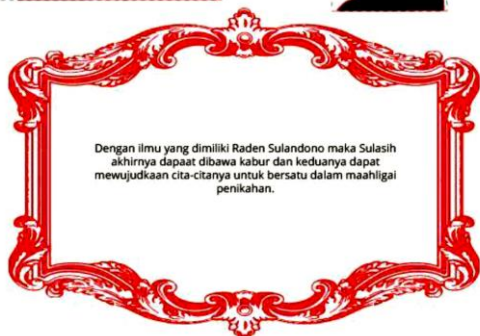 Dengan ilmu yang dimiliki Raden Sulandono maka Sulasih
akhirnya dapaat dibawa kabur dan keduanya dapat
mewujudkaan cita-citanya untuk bersatu dalam maahligai
penikahan.